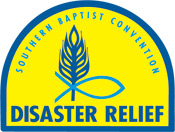 SOUTHERN BAPTIST CONVENTION
DISASTER RELIEF